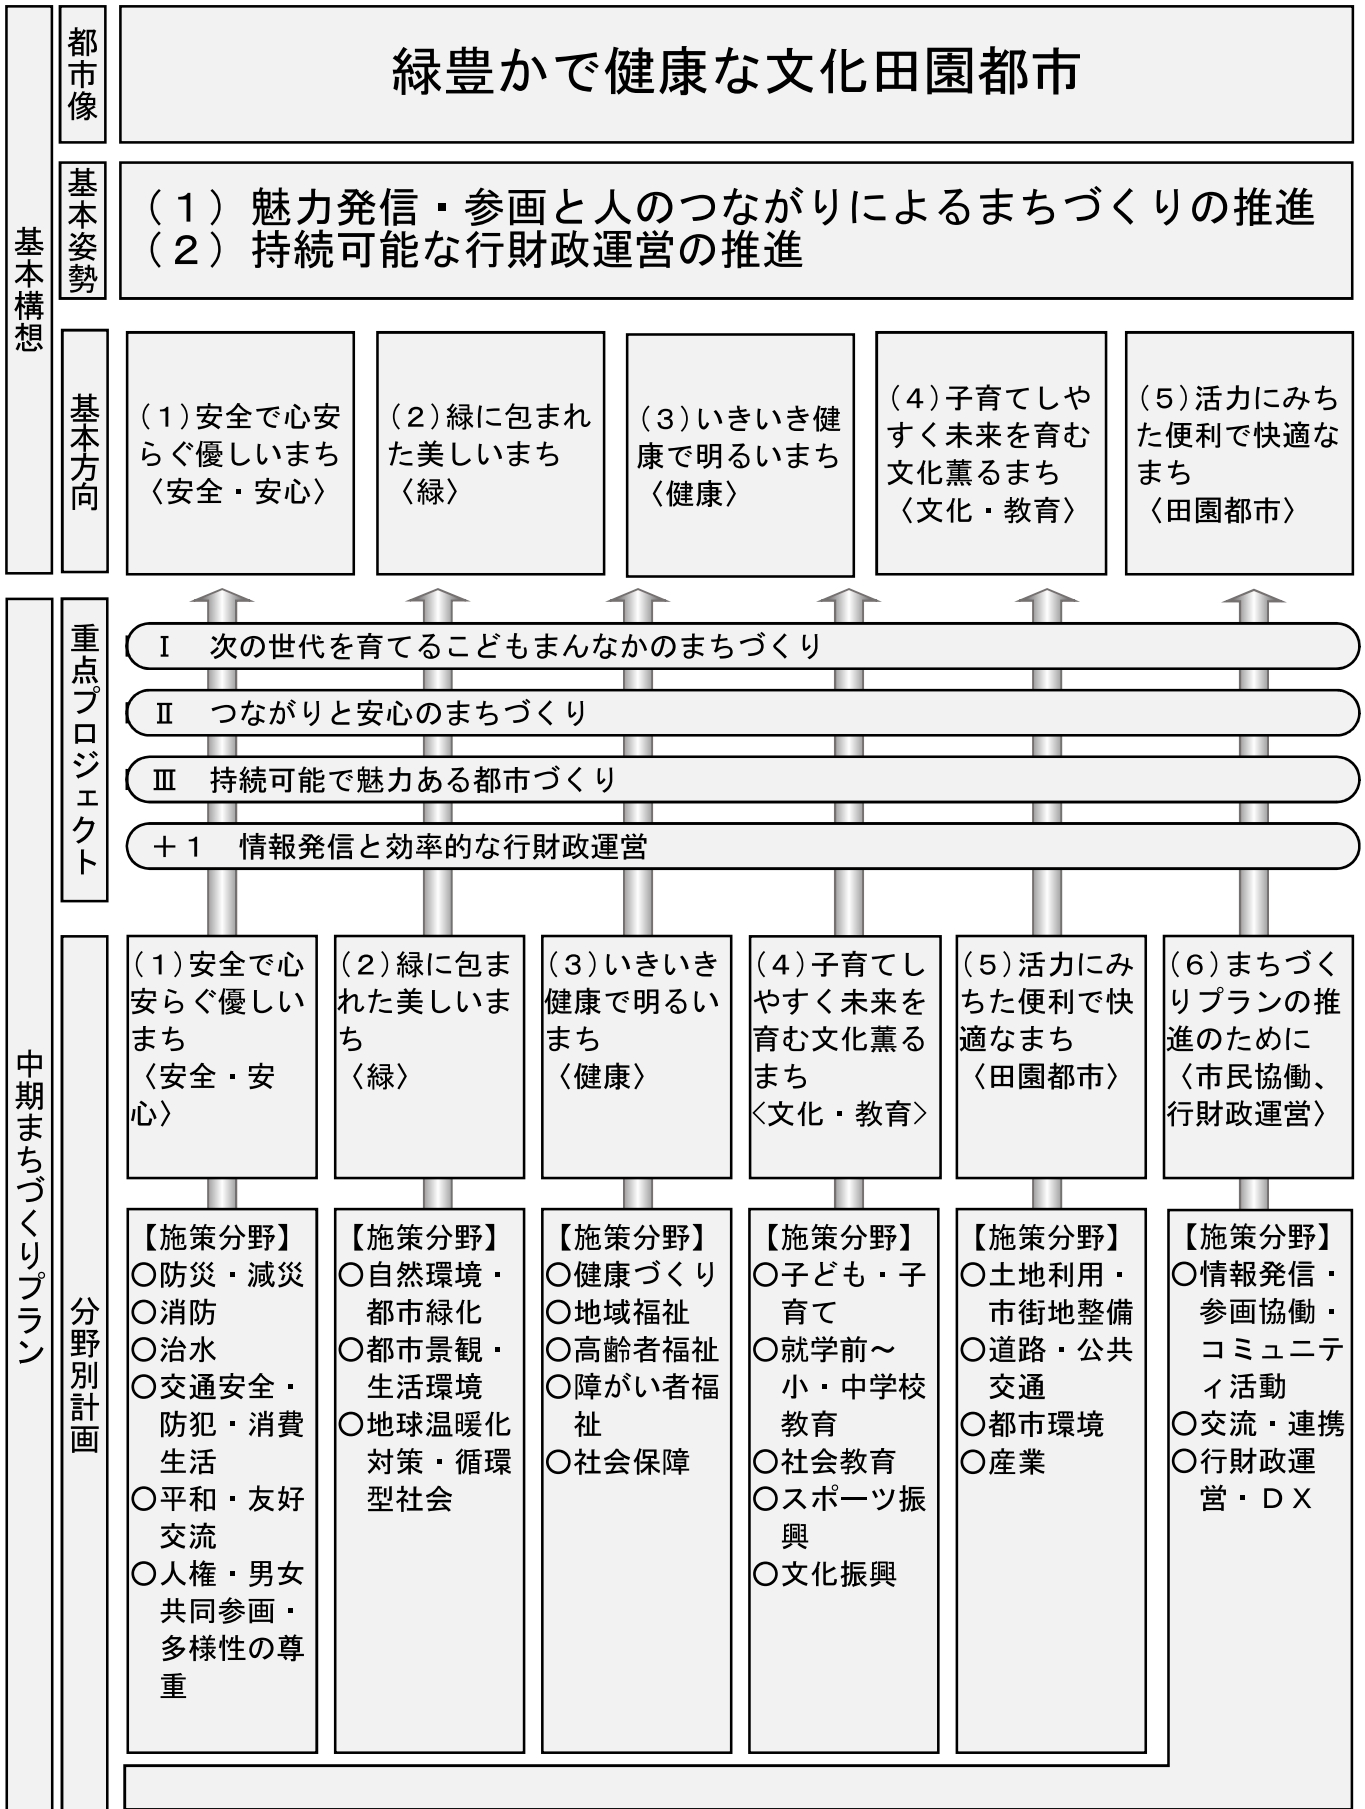 基本構想
都市像
緑豊かで健康な文化田園都市
基本姿勢
（１）魅力発信・参画と人のつながりによるまちづくりの推進
（２）持続可能な行財政運営の推進
基本方向
（１）安全で心安
らぐ優しいまち
〈安全・安心〉
（２）緑に包まれ
た美しいまち
〈緑〉
（３）いきいき健
康で明るいまち
〈健康〉
（４）子育てしや
すく未来を育む
文化薫るまち
〈文化・教育〉
（５）活力にみち
た便利で快適な
まち
〈田園都市〉
中期まちづくりプラン
重点プロジェクト
Ⅰ　次の世代を育てるこどもまんなかのまちづくり
Ⅱ　つながりと安心のまちづくり
Ⅲ　持続可能で魅力ある都市づくり
＋１　情報発信と効率的な行財政運営
分野別計画
（１）安全で心
安らぐ優しい
まち
〈安全・安
心〉
（２）緑に包ま
れた美しいま
ち
〈緑〉
（３）いきいき
健康で明るい
まち
〈健康〉
（４）子育てし
やすく未来を
育む文化薫る
まち
<文化・教育>
（５）活力にみ
ちた便利で快
適なまち
〈田園都市〉
（６）まちづく
りプランの推
進のために
〈市民協働、
行財政運営〉
【施策分野】
○防災・減災
○消防
○治水
○交通安全・
防犯・消費
生活
○平和・友好
交流
○人権・男女
共同参画・
多様性の尊
重
【施策分野】
○自然環境・
都市緑化
○都市景観・
生活環境
○地球温暖化
対策・循環
型社会
【施策分野】
○健康づくり
○地域福祉
○高齢者福祉
○障がい者福
祉
○社会保障
【施策分野】
○子ども・子
育て
○就学前～
小・中学校
教育
○社会教育
○スポーツ振
興
○文化振興
【施策分野】
○土地利用・
市街地整備
○道路・公共
交通
○都市環境
○産業
【施策分野】
○情報発信・
参画協働・
コミュニテ
ィ活動
○交流・連携
○行財政運
営・ＤＸ